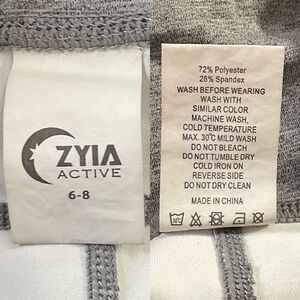 ZYIA
ACTIVE
6-8
72% Polyester
28% Spandex
WASH BEFORE WEARING
WASH WITH
SIMILAR COLOR
MACHINE WASH,
COLD TEMPERATURE
MAX. 30°C MILD WASH
DO NOT BLEACH
DO NOT TUMBLE DRY
COLD IRON ON
REVERSE SIDE
DO NOT DRY CLEAN
MADE IN CHINA